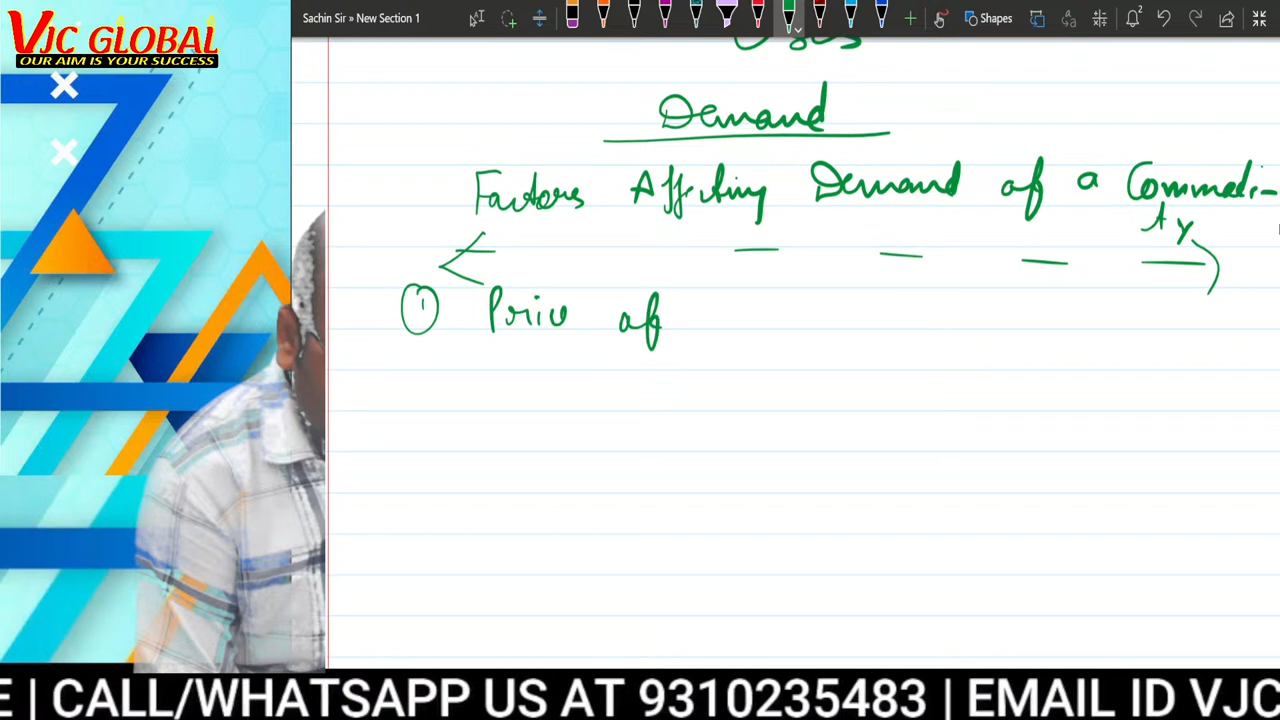 VJC GLOBAL
OUR AIM IS YOUR SUCCESS
Sachin Sir » New Section 1
Shapes
Demand
Factors Affecting Demand of a Commodi-
ty
① Price of
E | CALL/WHATSAPP US AT 9310235483 | EMAIL ID VJC